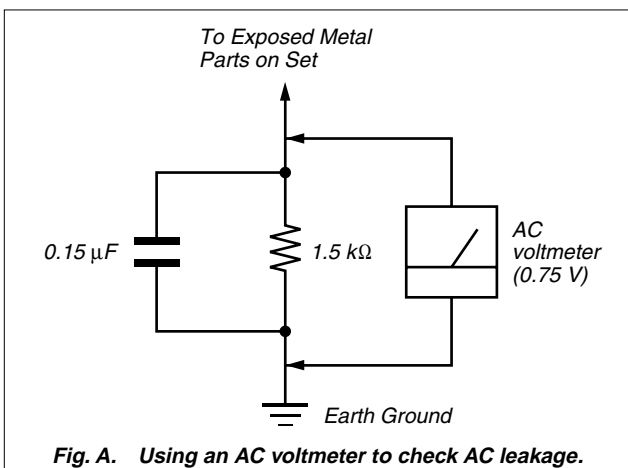 To Exposed Metal
Parts on Set
0.15 μF
1.5 kΩ
AC
voltmeter
(0.75 V)
Earth Ground
Fig. A. Using an AC voltmeter to check AC leakage.